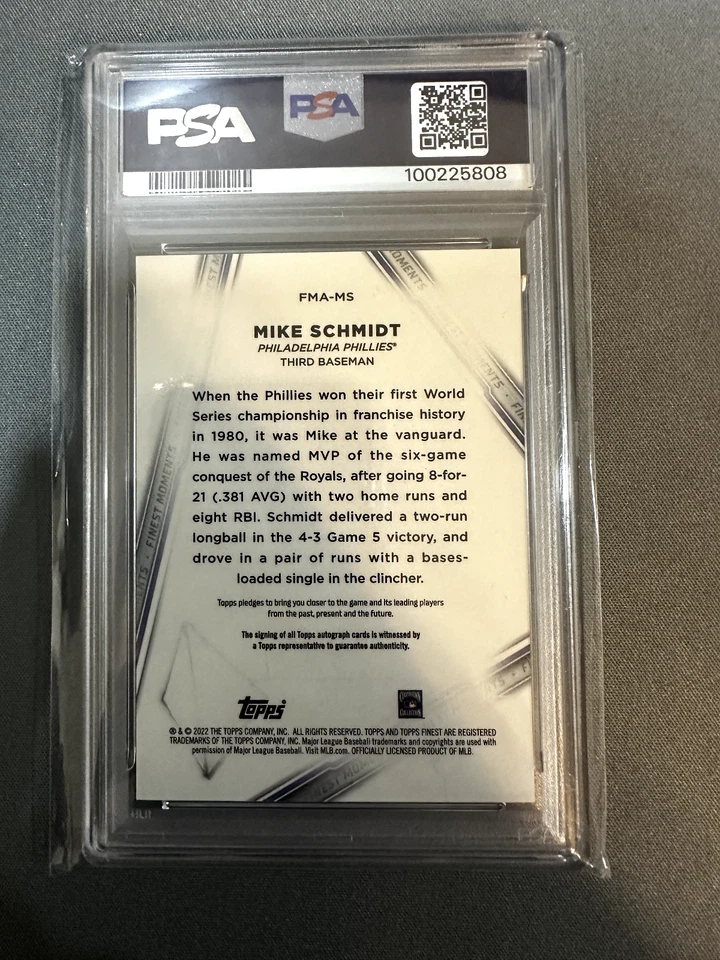 PSA PSA
100225808
FMA-MS
MIKE SCHMIDT
PHILADELPHIA PHILLIES®
THIRD BASEMAN
When the Phillies won their first World
Series championship in franchise history
in 1980, it was Mike at the vanguard.
He was named MVP of the six-game
conquest of the Royals, after going 8-for-
21 (.381 AVG) with two home runs and
eight RBI. Schmidt delivered a two-run
longball in the 4-3 Game 5 victory, and
drove in a pair of runs with a bases-
loaded single in the clincher.
Topps pledges to bring you closer to the game and its leading players
from the past, present and the future.
The signing of all Topps autograph cards is witnessed by
a Topps representative to guarantee authenticity.
FINEST MOMENTS
topps
COOPERSTOWN
COLLECTION
® & © 2022 THE TOPPS COMPANY, INC. ALL RIGHTS RESERVED. TOPPS AND TOPPS FINEST ARE REGISTERED
TRADEMARKS OF THE TOPPS COMPANY, INC. Major League Baseball trademarks and copyrights are used with
permission of Major League Baseball. Visit MLB.com. OFFICIALLY LICENSED PRODUCT OF MLB.